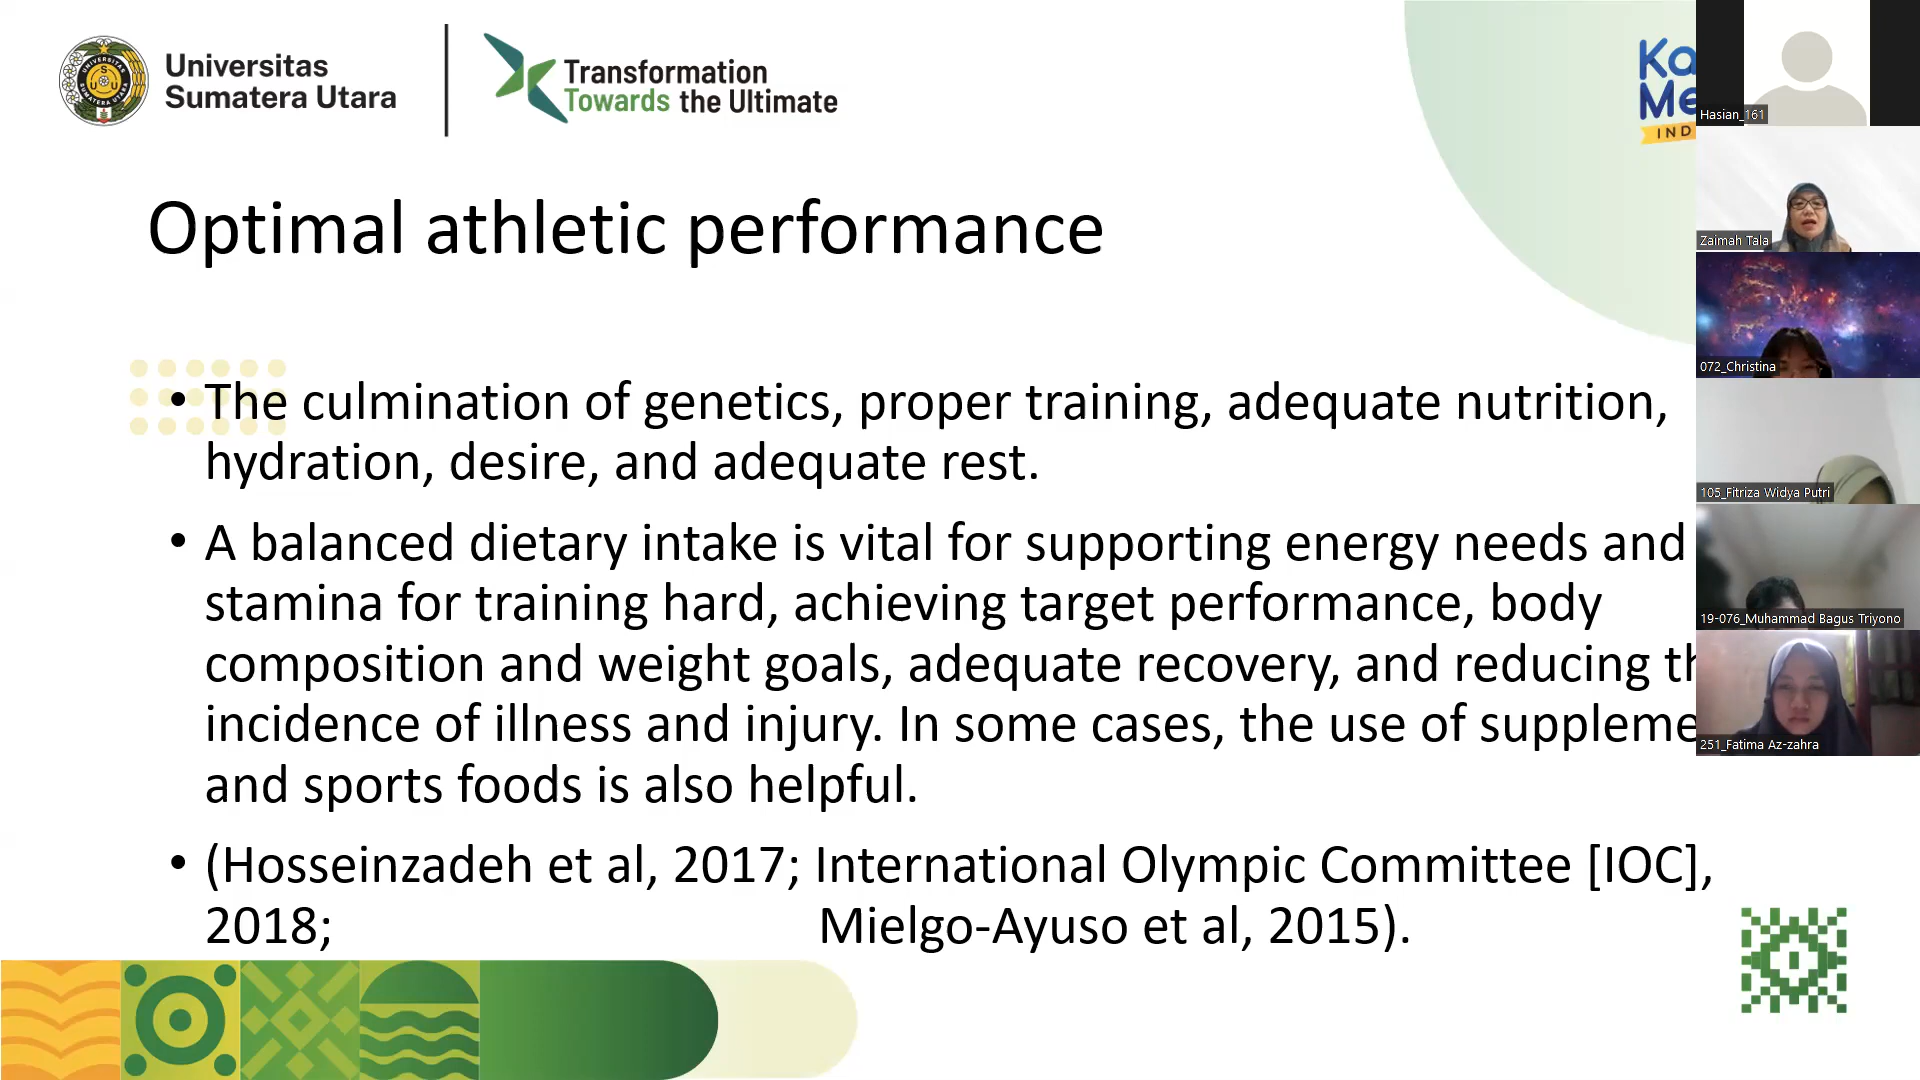 Universitas
Sumatera Utara
Transformation
Towards the Ultimate
IND
Optimal athletic performance
• The culmination of genetics, proper training, adequate nutrition,
hydration, desire, and adequate rest.
• A balanced dietary intake is vital for supporting energy needs and
stamina for training hard, achieving target performance, body
composition and weight goals, adequate recovery, and reducing
incidence of illness and injury. In some cases, the use of
and sports foods is also helpful.
• (Hosseinzadeh et al, 2017; International Olympic Committee [IOC],
2018; Mielgo-Ayuso et al, 2015).
Hasian_161
Zaimah Tala
072_Christina
105_Fitriza Widya Putri
19-076_Muhammad Bagus Triyono
251_Fatima Az-zahra